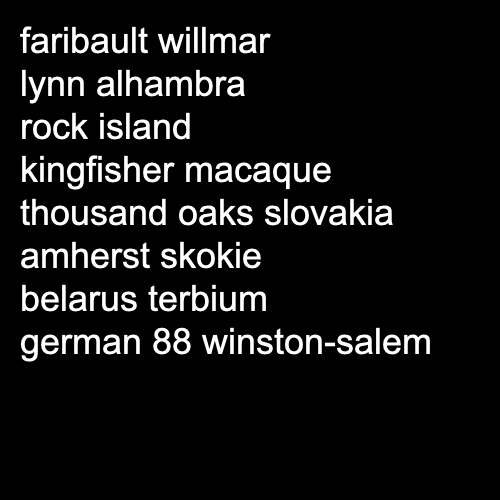 faribault willmar
lynn alhambra
rock island
kingfisher macaque
thousand oaks slovakia
amherst skokie
belarus terbium
german 88 winston-salem